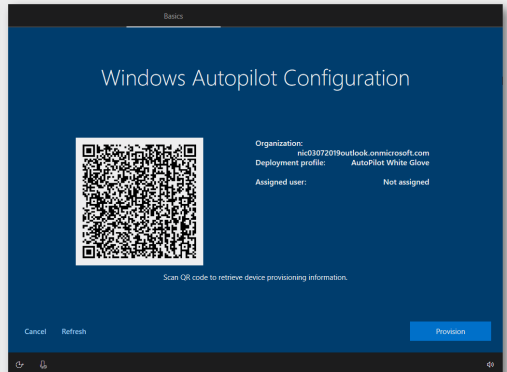 Basics
Windows Autopilot Configuration
Organization:
nic03072019outlook.onmicrosoft.com
Deployment profile: AutoPilot White Glove
Assigned user: Not assigned
Scan QR code to retrieve device provisioning information.
Cancel Refresh Provision